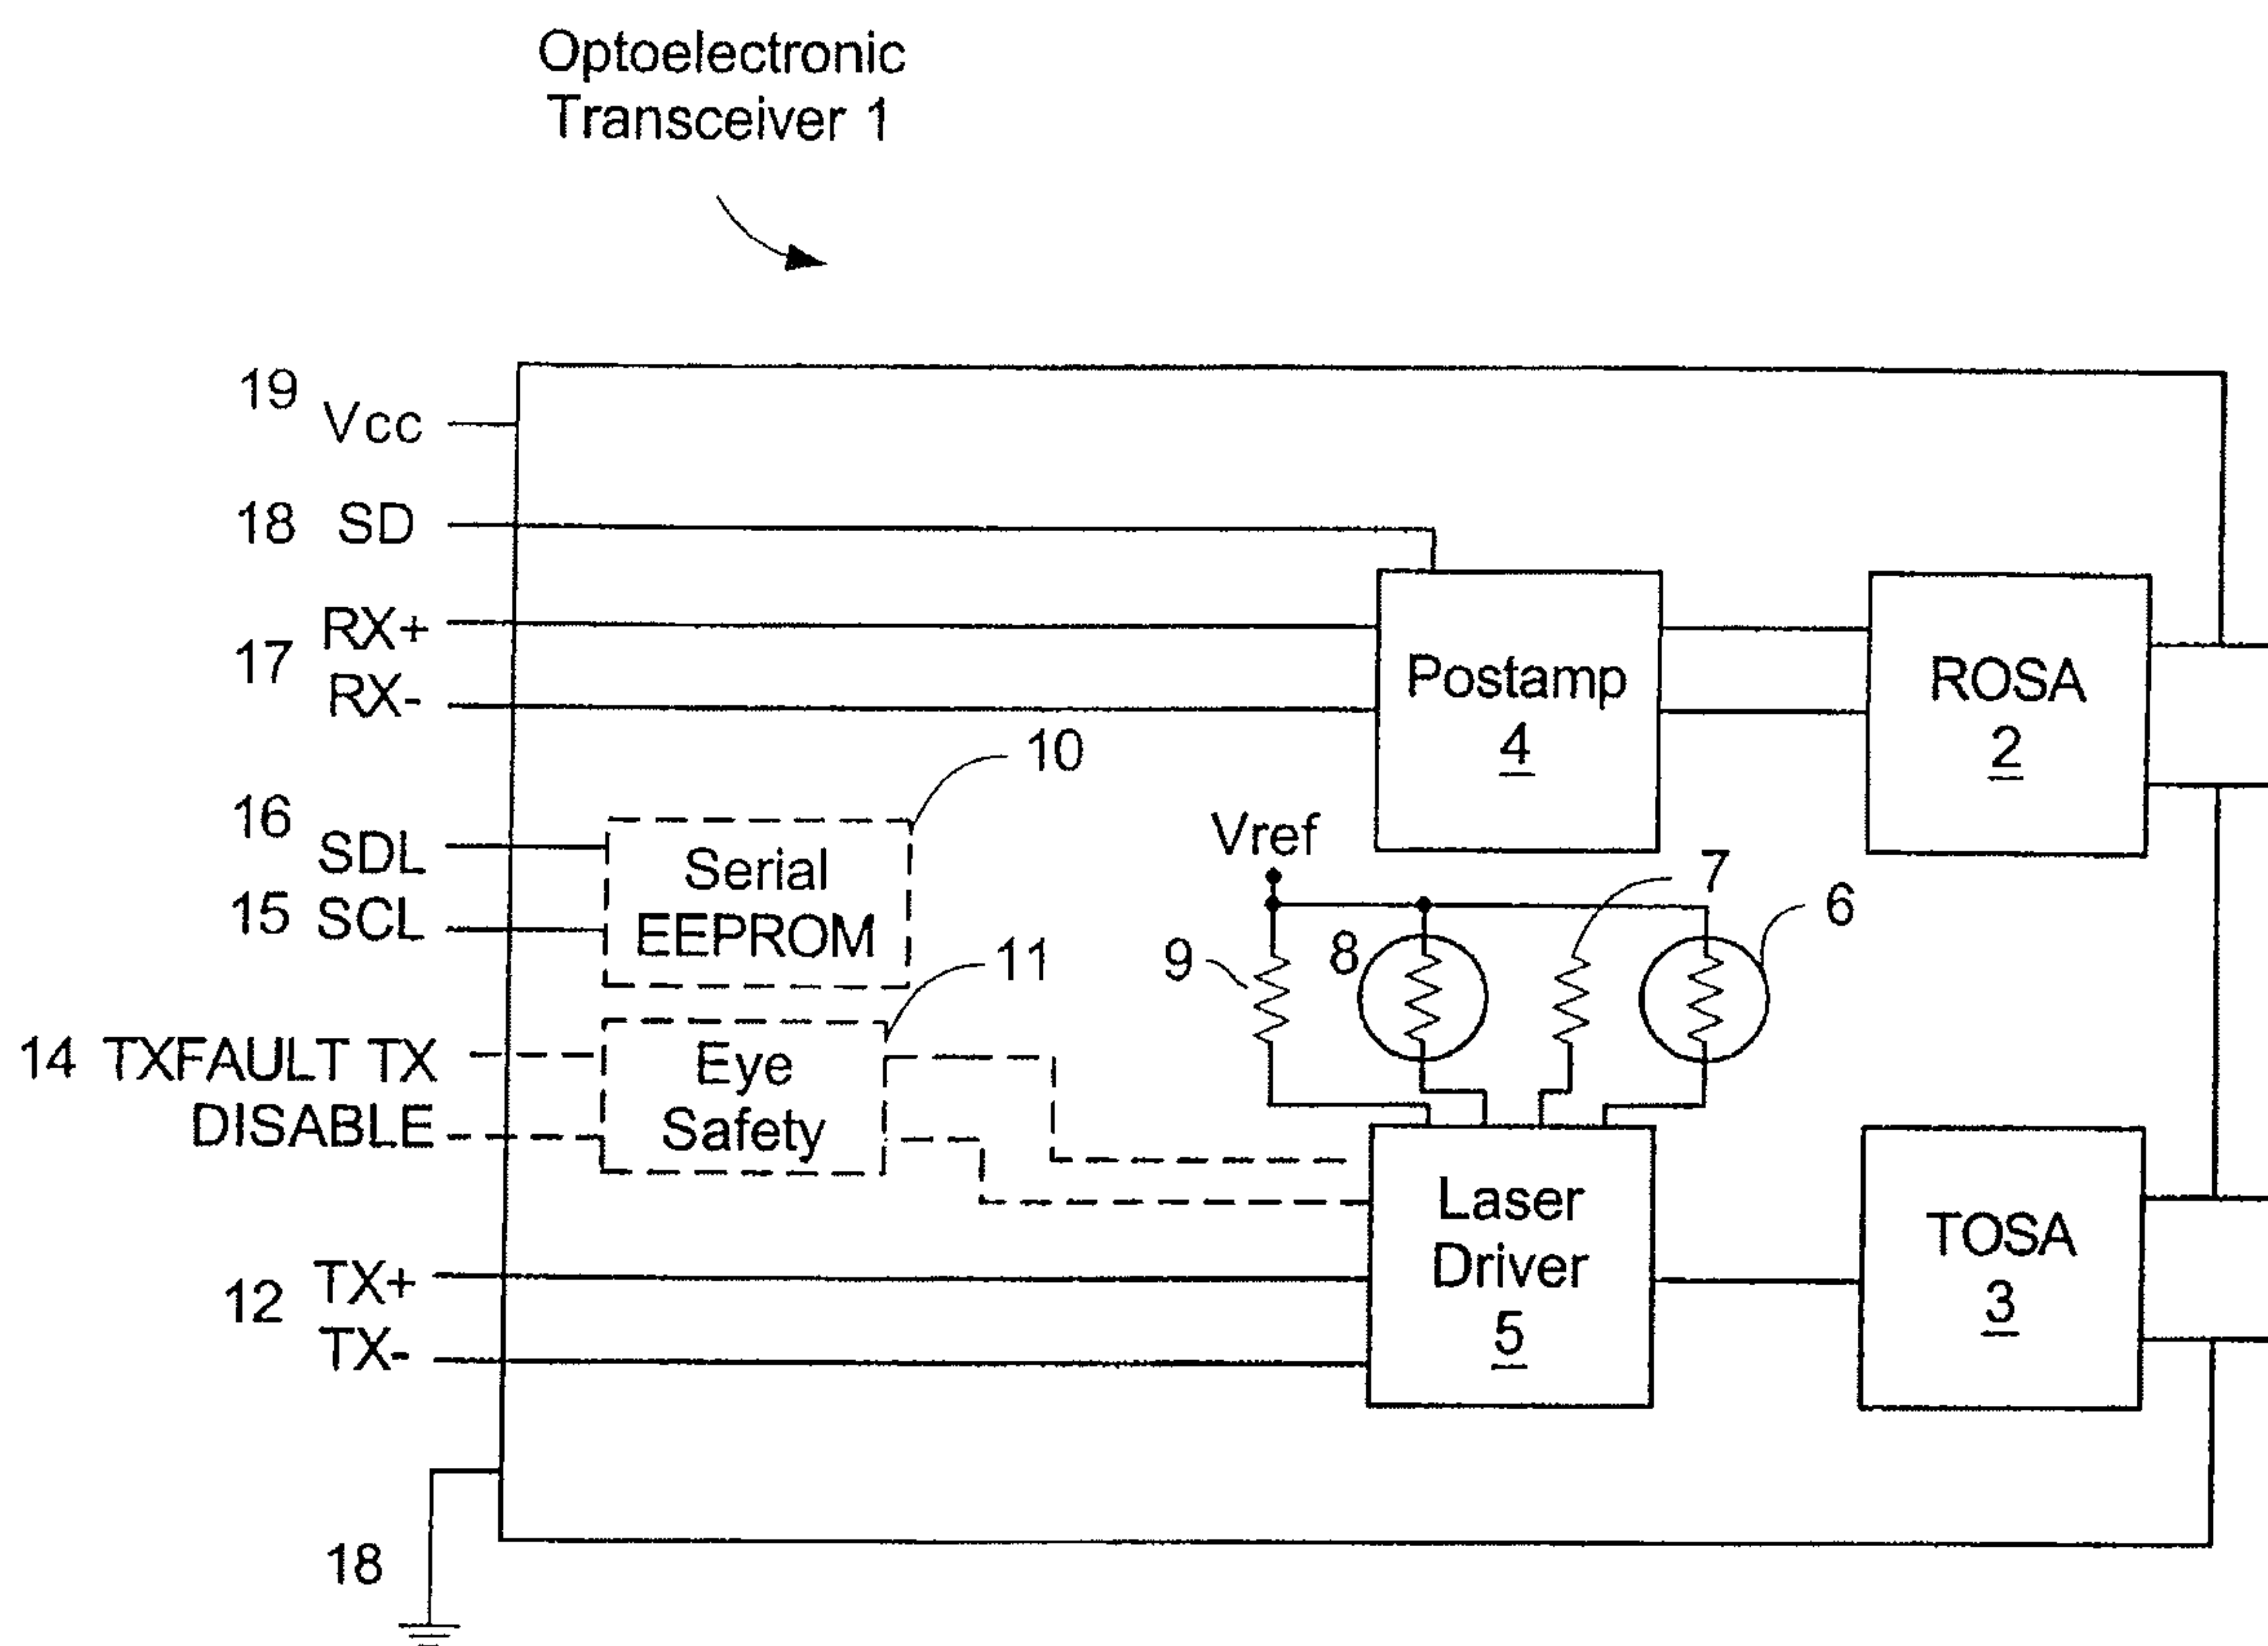 Optoelectronic
Transceiver 1
19
Vcc
18 SD
RX+
17
RX-
Postamp
4
ROSA
2
10
16
SDL
15 SCL
Serial
EEPROM
Vref
7
6
9
8
11
14 TXFAULT TX
DISABLE
Eye
Safety
Laser
Driver
5
TOSA
3
TX+
12
TX-
18